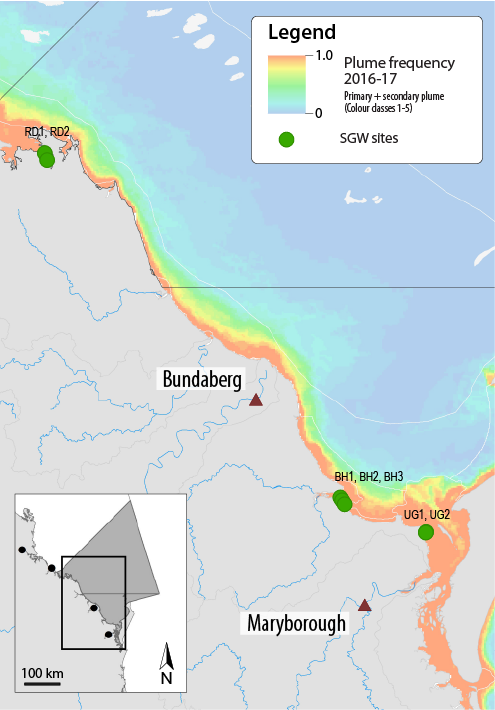 Legend
1.0
Plume frequency
2016-17
Primary + secondary plume
(Colour classes 1-5)
0
SGW sites
RD1, RD2
Bundaberg
BH1, BH2, BH3
UG1, UG2
Maryborough
100 km
N